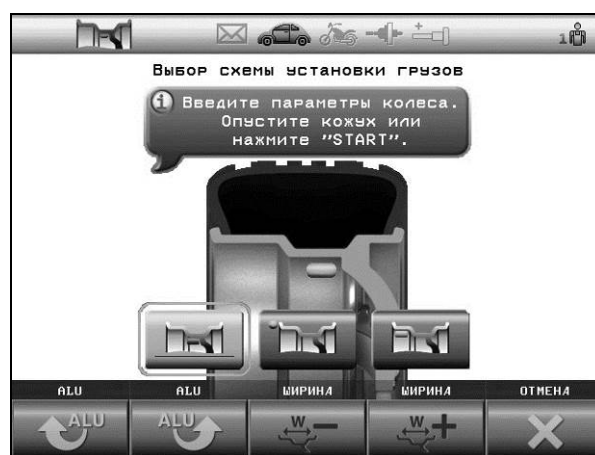 1
Выбор схемы установки грузов
i Введите параметры колеса.
Опустите кожух или
нажмите "START".
ALU ALU ШИРИНА ШИРИНА ОТМЕНА
ALU ALU W W